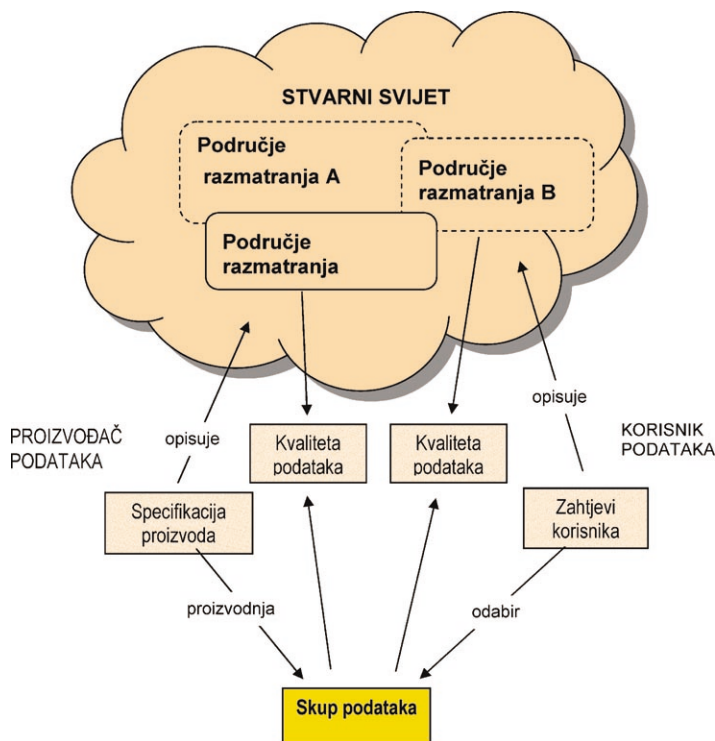 STVARNI SVIJET
Područje
razmatranja A
Područje
razmatranja B
Područje
razmatranja
opisuje
PROIZVOĐAČ
PODATAKA
opisuje
Kvaliteta
podataka
Kvaliteta
podataka
KORISNIK
PODATAKA
Specifikacija
proizvoda
Zahtjevi
korisnika
proizvodnja
odabir
Skup podataka